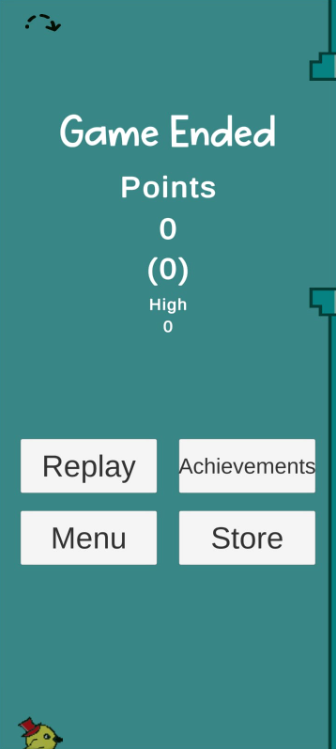 Game Ended
Points
0
(0)
High
0
Replay
Achievements
Menu
Store